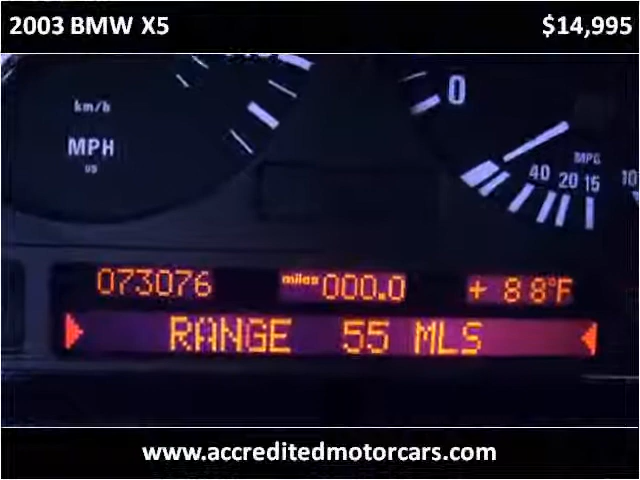 2003 BMW X5 $14,995
km/h
MPH
US
0
MPG
40 20 15 10
073076 miles 000.0 + 88°F
RANGE 55 MLS
www.accreditedmotorcars.com